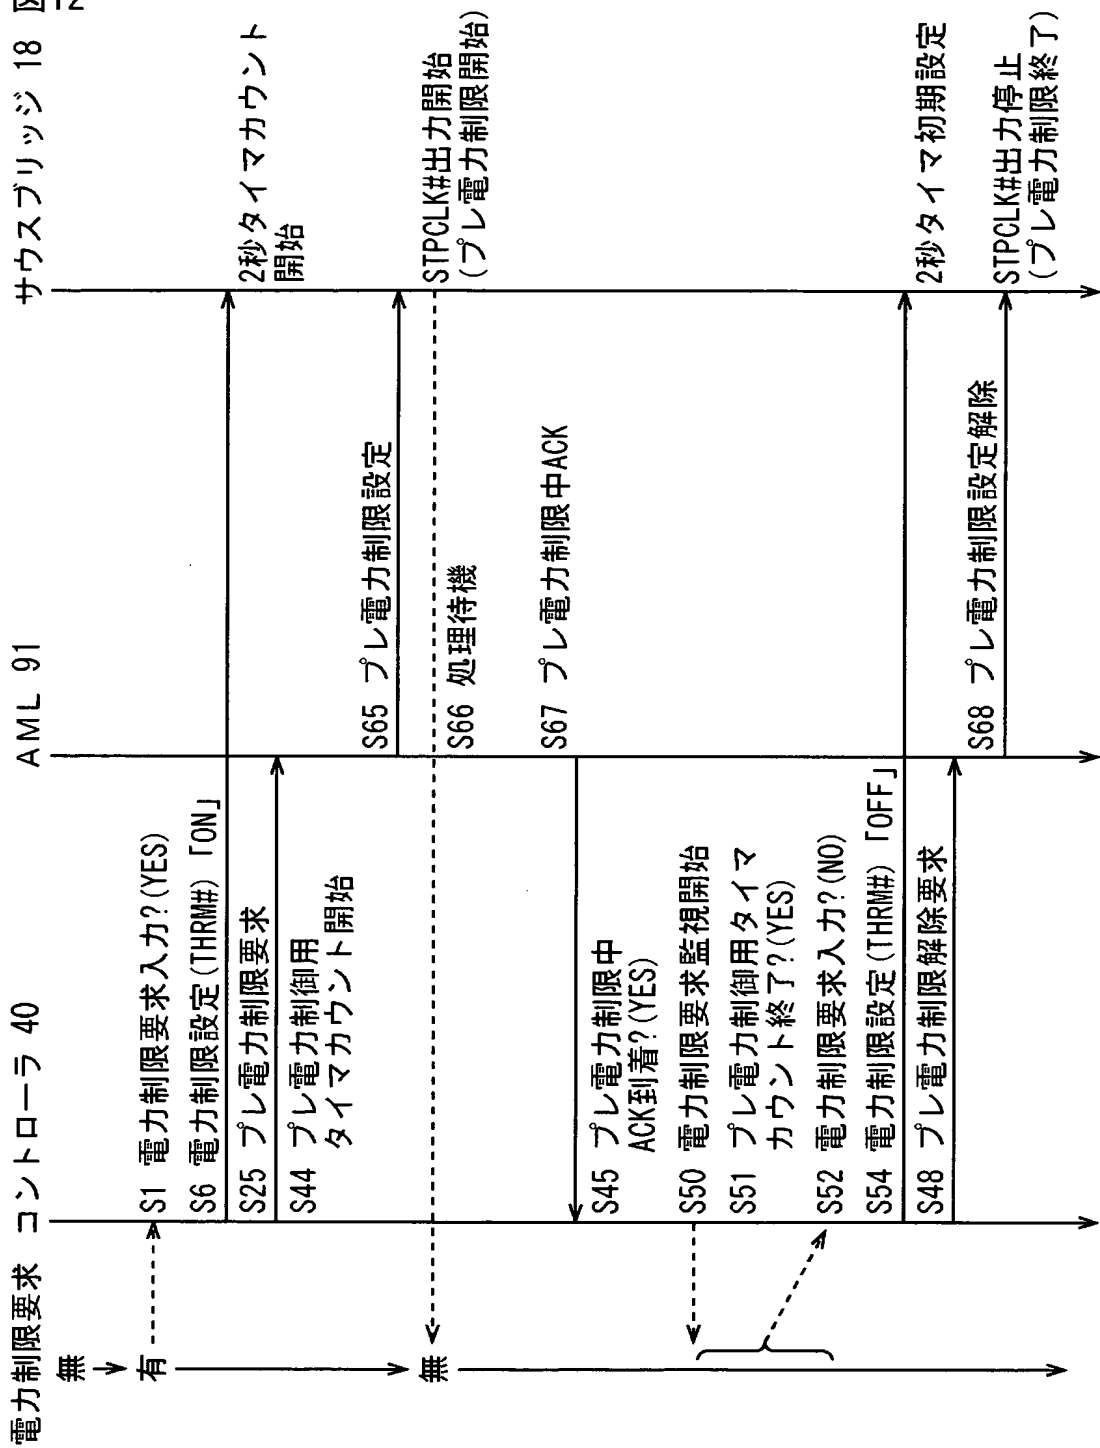 図12
電力制限要求
コントローラ 40
AML 91
サウスブリッジ 18
無
有
S1 電力制限要求入力?(YES)
S6 電力制限設定(THRM#)「ON」
2秒タイマカウント
開始
S25 プレ電力制限要求
S44 プレ電力制御用
タイマカウント開始
S65 プレ電力制限設定
無
STPCLK#出力開始
(プレ電力制限開始)
S66 処理待機
S67 プレ電力制限中ACK
S45 プレ電力制限中
ACK到着?(YES)
S50 電力制限要求監視開始
S51 プレ電力制御用タイマ
カウント終了?(YES)
S52 電力制限要求入力?(NO)
S54 電力制限設定(THRM#)「OFF」
2秒タイマ初期設定
S48 プレ電力制限解除要求
S68 プレ電力制限設定解除
STPCLK#出力停止
(プレ電力制限終了)